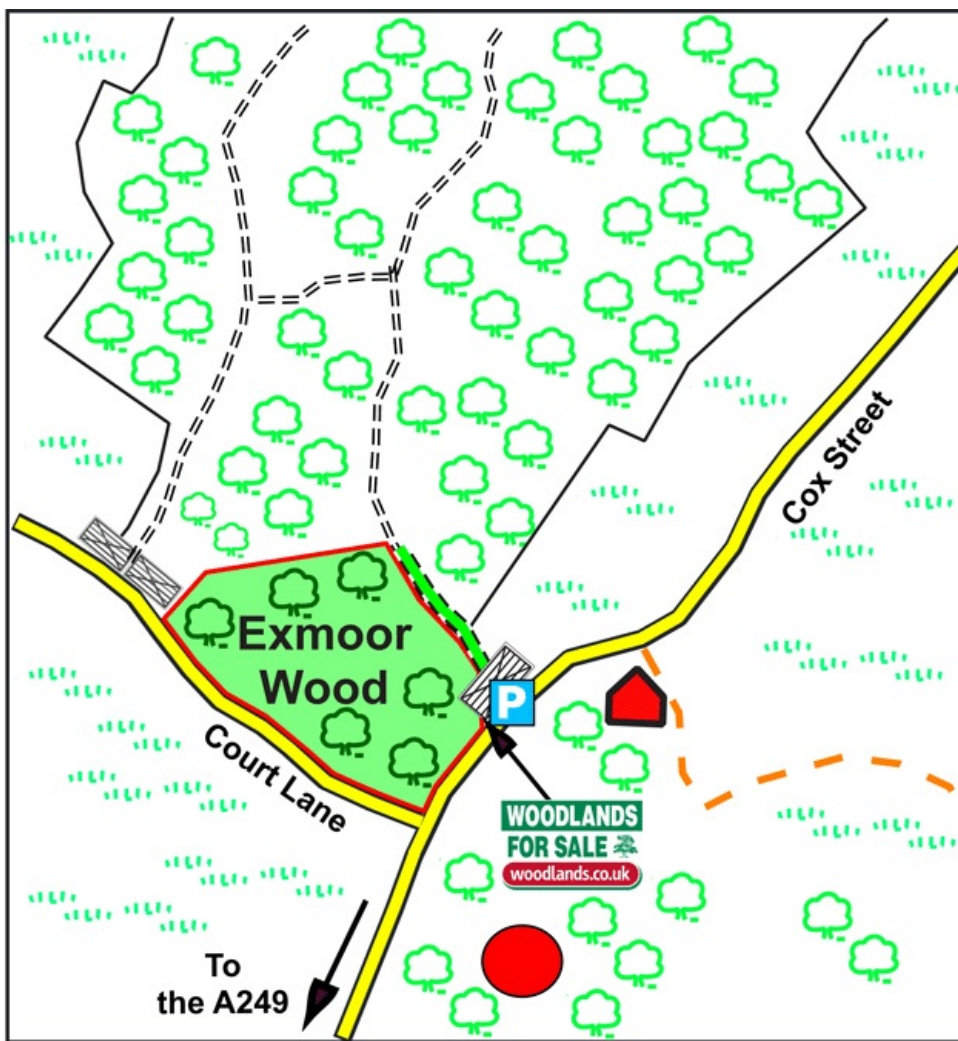 Cox Street
Exmoor
Wood
P
Court Lane
WOODLANDS
FOR SALE
woodlands.co.uk
To
the A249